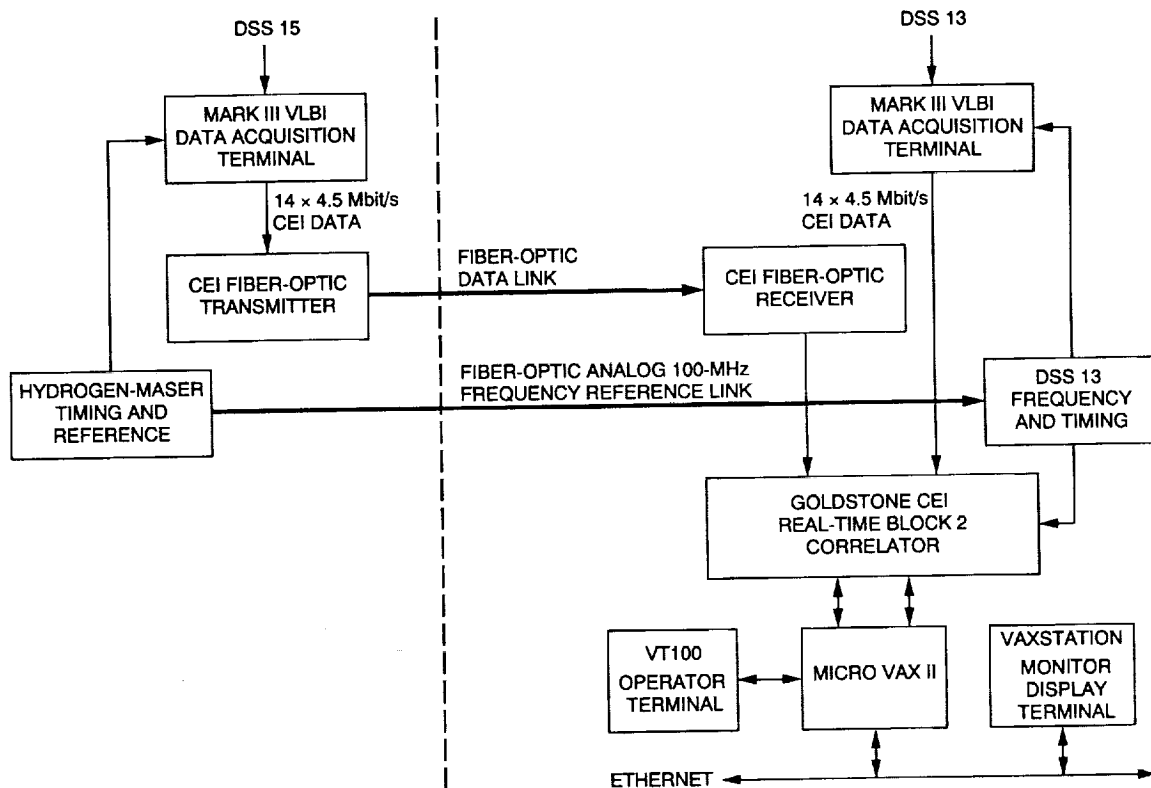 DSS 15
DSS 13
MARK III VLBI
DATA ACQUISITION
TERMINAL
MARK III VLBI
DATA ACQUISITION
TERMINAL
14 × 4.5 Mbit/s
CEI DATA
14 × 4.5 Mbit/s
CEI DATA
CEI FIBER-OPTIC
TRANSMITTER
FIBER-OPTIC
DATA LINK
CEI FIBER-OPTIC
RECEIVER
HYDROGEN-MASER
TIMING AND
REFERENCE
FIBER-OPTIC ANALOG 100-MHz
FREQUENCY REFERENCE LINK
DSS 13
FREQUENCY
AND TIMING
GOLDSTONE CEI
REAL-TIME BLOCK 2
CORRELATOR
VT100
OPERATOR
TERMINAL
MICRO VAX II
VAXSTATION
MONITOR
DISPLAY
TERMINAL
ETHERNET